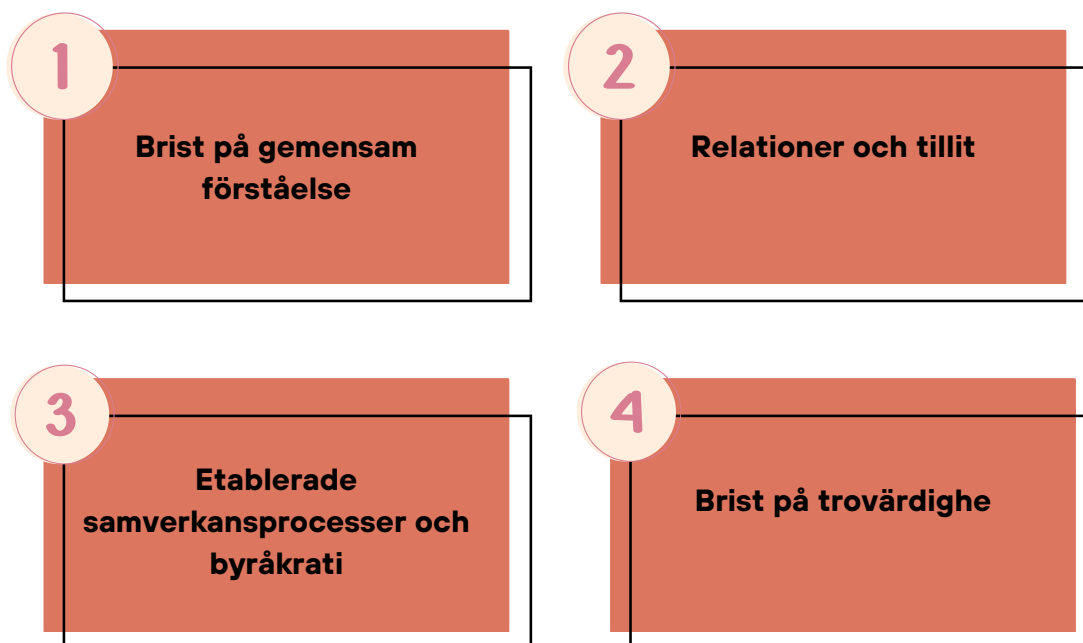 1
Brist på gemensam
förståelse
2
Relationer och tillit
3
Etablerade
samverkansprocesser och
byråkrati
4
Brist på trovärdighe